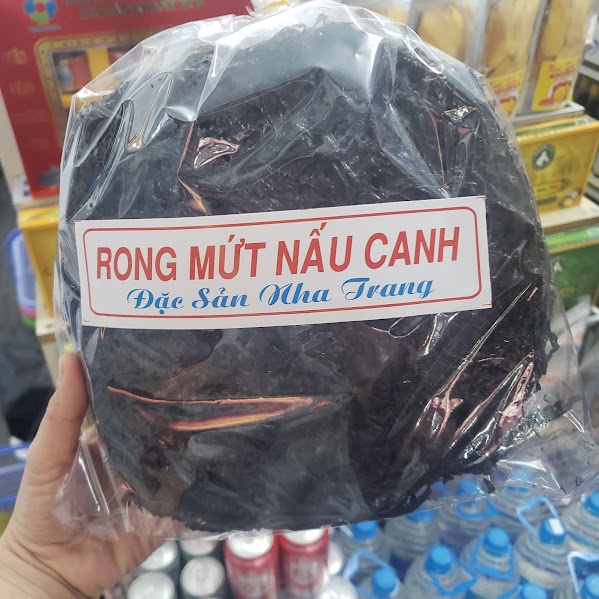 RONG MỨT NẤU CANH
Đặc Sản Nha Trang